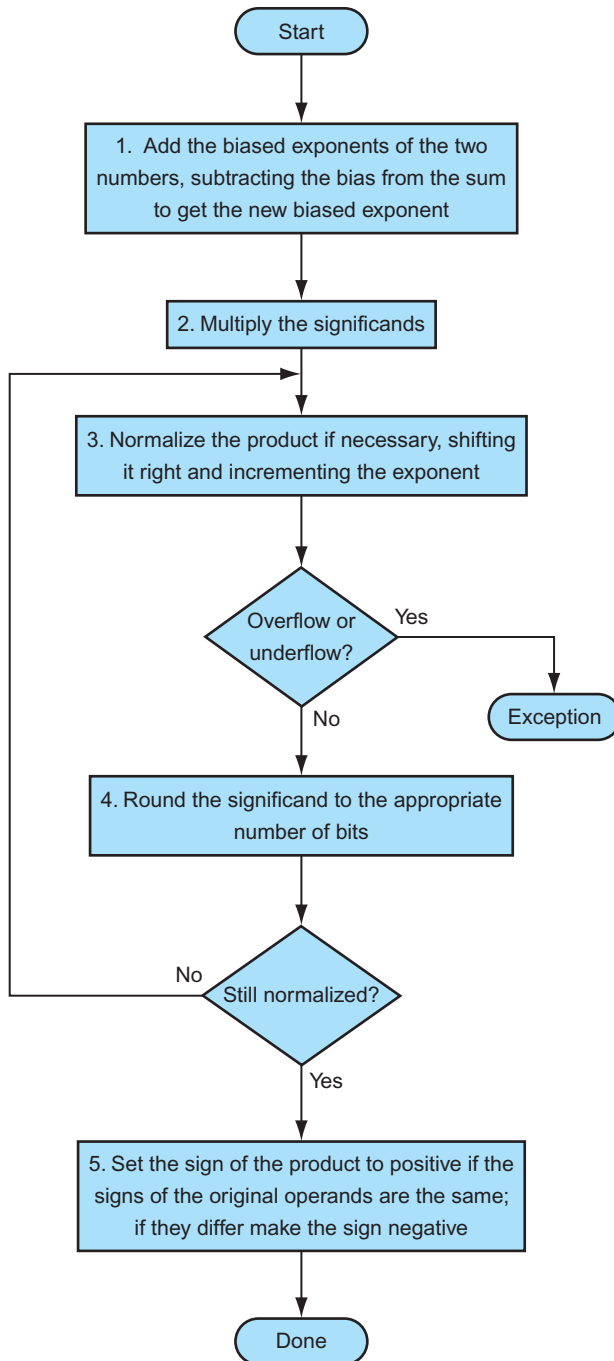 Start
1. Add the biased exponents of the two
numbers, subtracting the bias from the sum
to get the new biased exponent
2. Multiply the significands
3. Normalize the product if necessary, shifting
it right and incrementing the exponent
Overflow or
underflow?
Yes
Exception
No
4. Round the significand to the appropriate
number of bits
No
Still normalized?
Yes
5. Set the sign of the product to positive if the
signs of the original operands are the same;
if they differ make the sign negative
Done